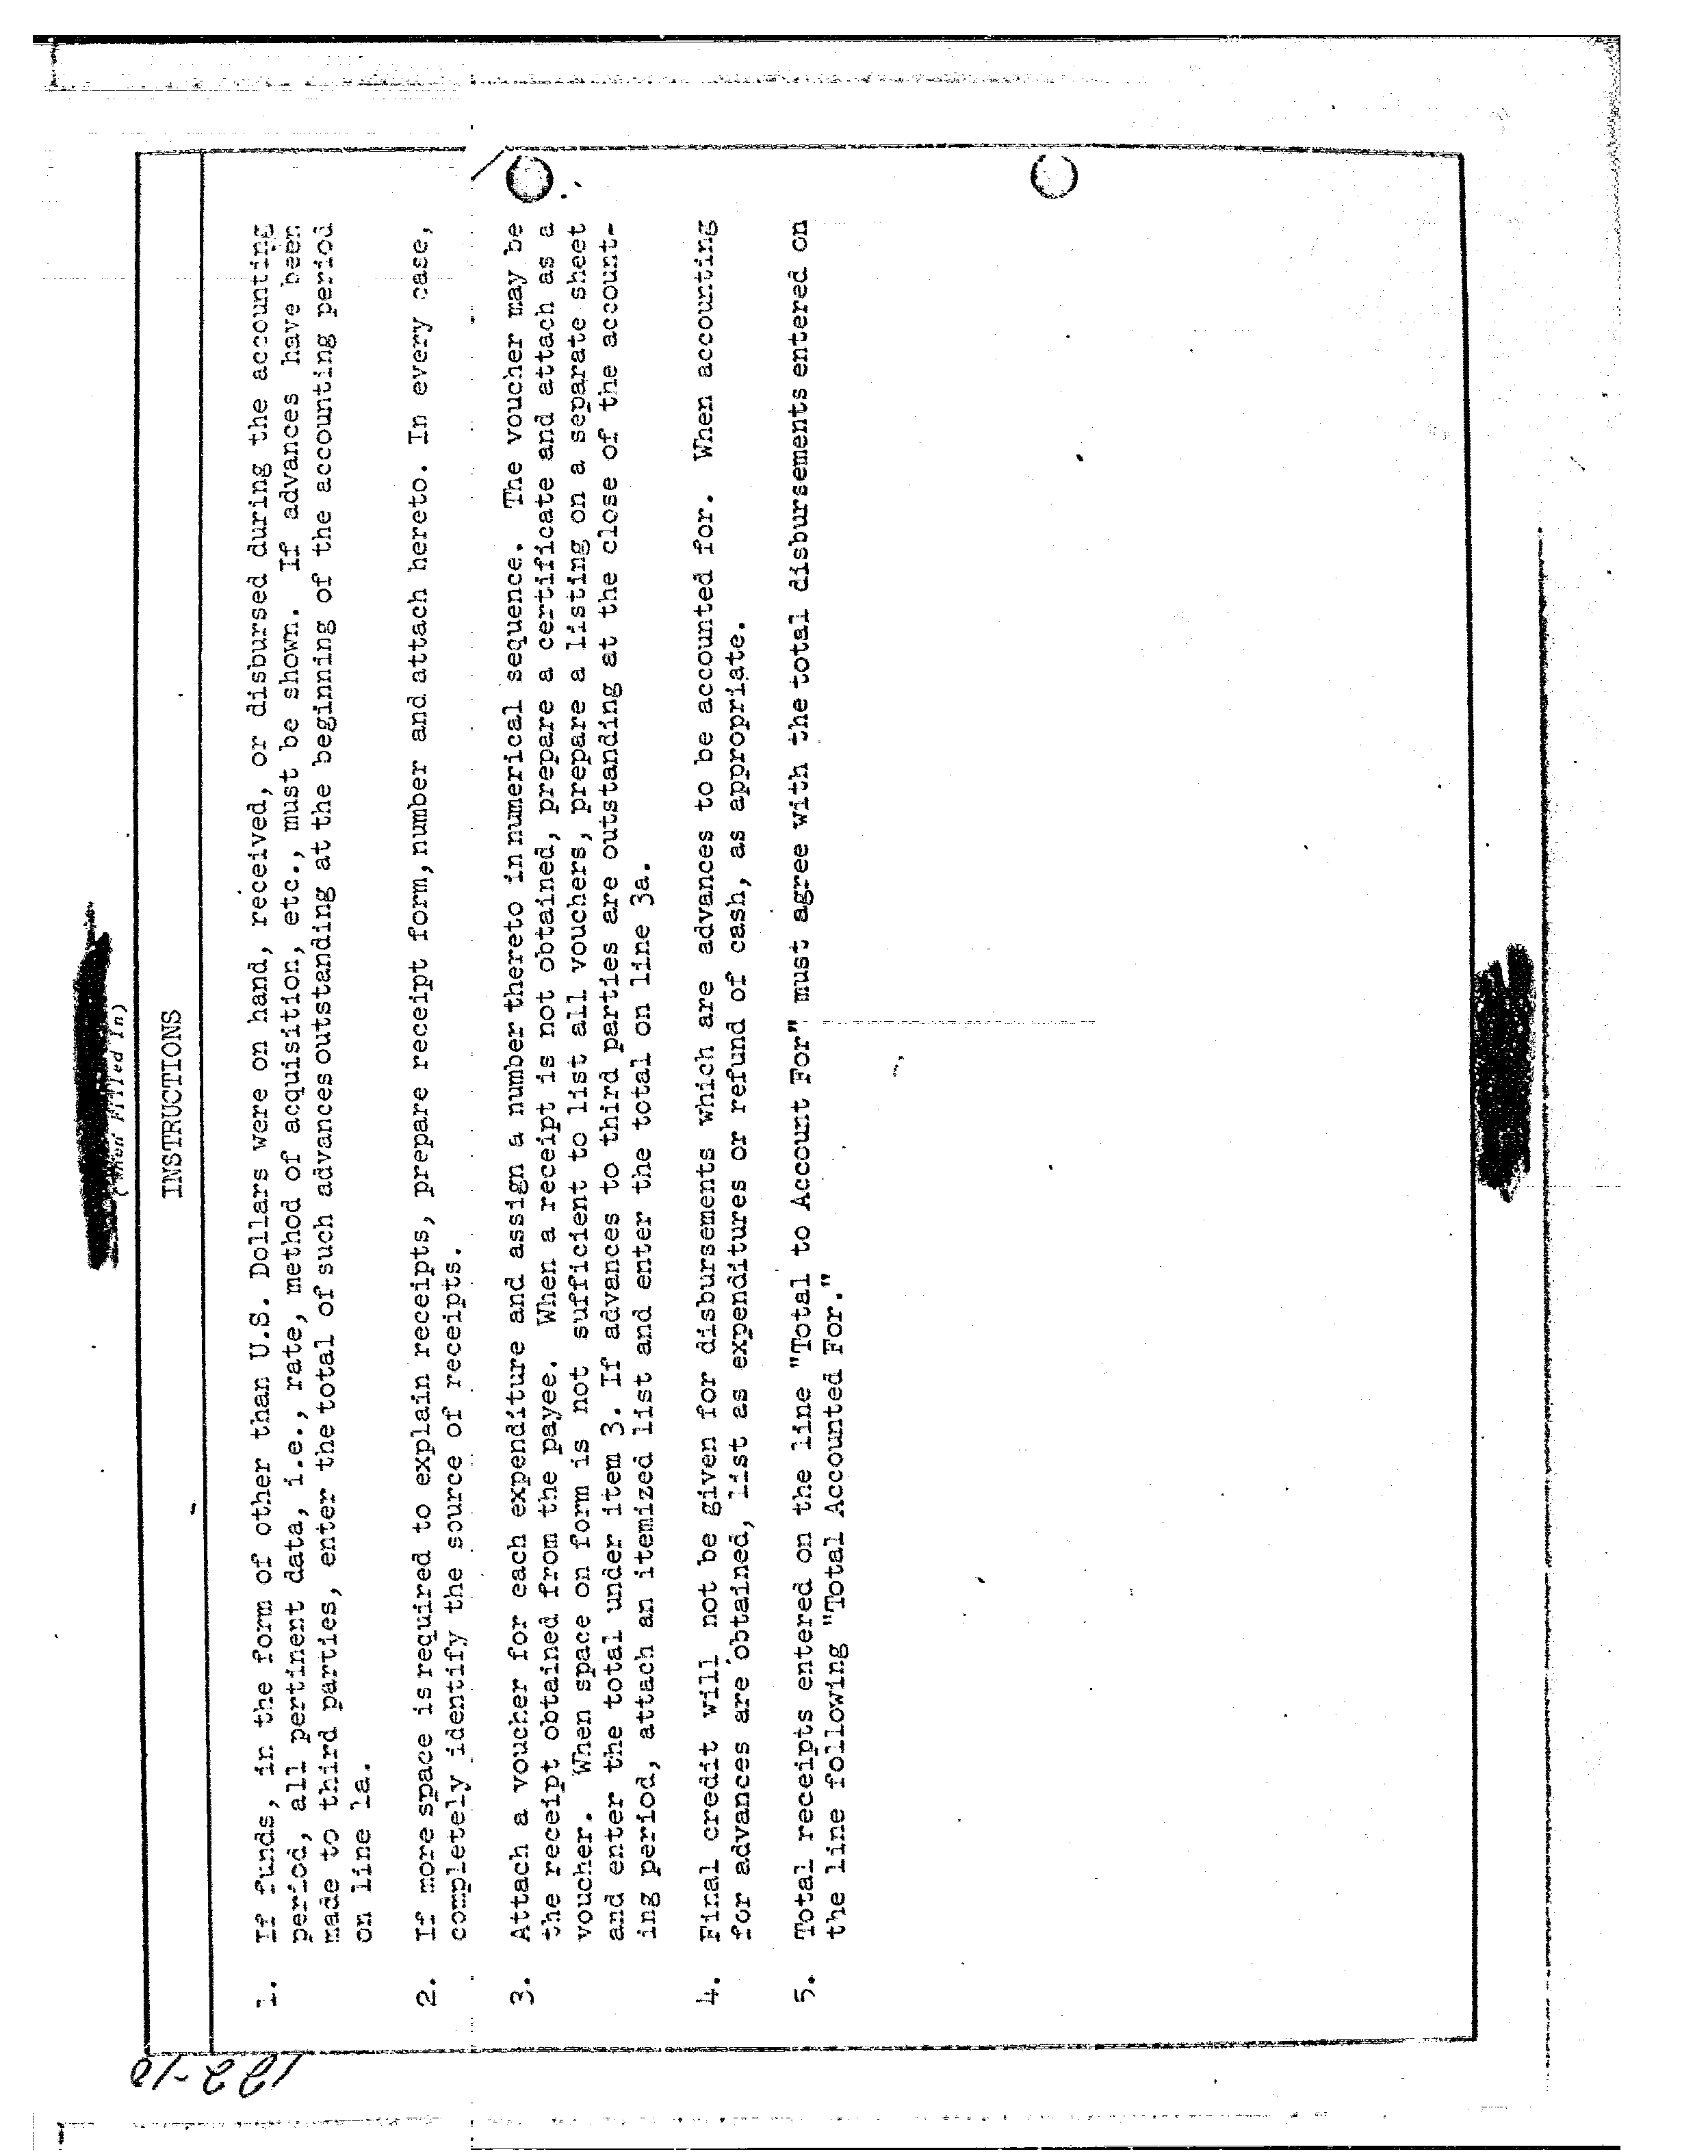 (When Filled In)
INSTRUCTIONS
1. If funds, in the form of other than U.S. Dollars were on hand, received, or disbursed during the accounting
period, all pertinent data, i.e., rate, method of acquisition, etc., must be shown. If advances have been
made to third parties, enter the total of such advances outstanding at the beginning of the accounting period
on line 1a.
2. If more space is required to explain receipts, prepare receipt form, number and attach hereto. In every case,
completely identify the source of receipts.
3. Attach a voucher for each expenditure and assign a number thereto in numerical sequence. The voucher may be
the receipt obtained from the payee. When a receipt is not obtained, prepare a certificate and attach as a
voucher. When space on form is not sufficient to list all vouchers, prepare a listing on a separate sheet
and enter the total under item 3. If advances to third parties are outstanding at the close of the account-
ing period, attach an itemized list and enter the total on line 3a.
4. Final credit will not be given for disbursements which are advances to be accounted for. When accounting
for advances are obtained, list as expenditures or refund of cash, as appropriate.
5. Total receipts entered on the line "Total to Account For" must agree with the total disbursements entered on
the line following "Total Accounted For."
122-10